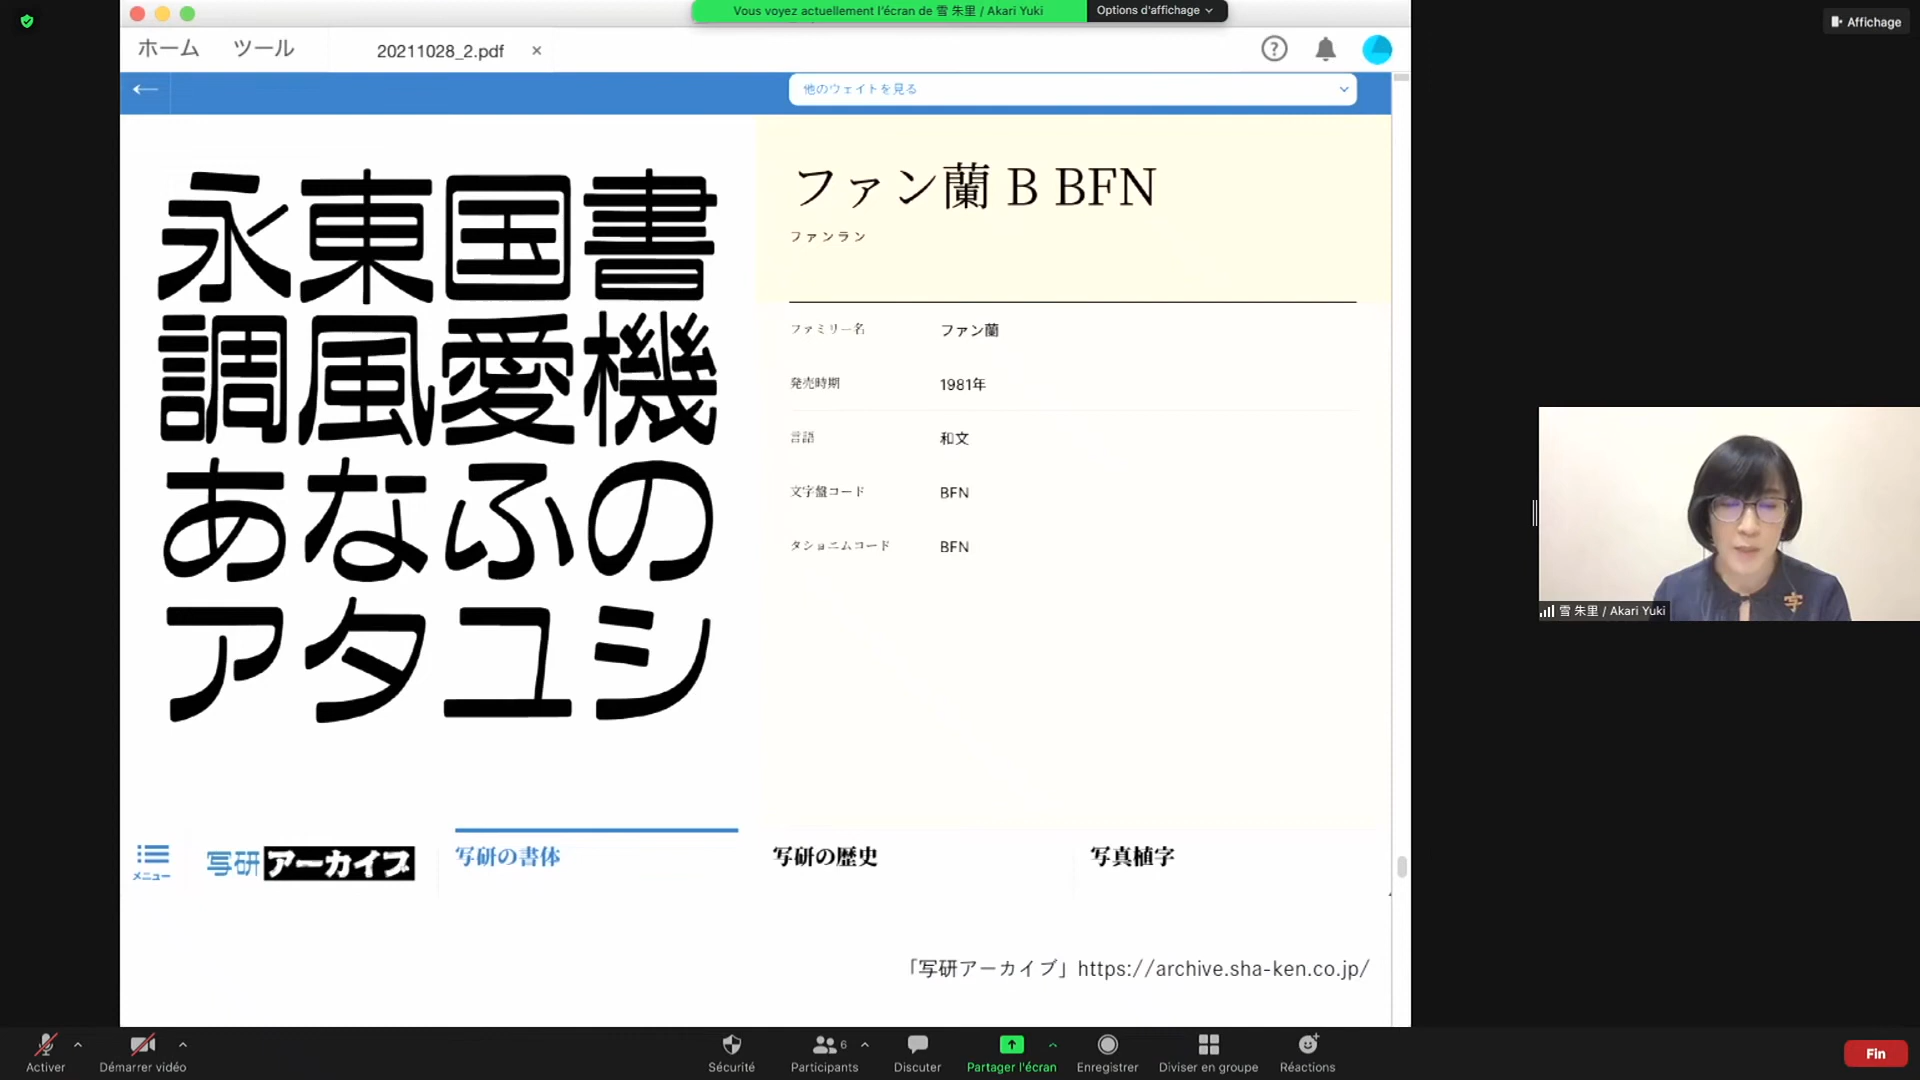 Vous voyez actuellement l'écran de 雪 朱里 / Akari Yuki
Options d'affichage
Affichage
ホーム ツール 20211028_2.pdf ×
他のウェイトを見る
永東国書
調風愛機
あなふの
アタユシ
ファン蘭 B BFN
ファンラン
ファミリー名 ファン蘭
発売時期 1981年
言語 和文
文字盤コード BFN
タショニムコード BFN
メニュー
写研アーカイブ
写研の書体
写研の歴史
写真植字
「写研アーカイブ」https://archive.sha-ken.co.jp/
雪 朱里 / Akari Yuki
Activer
Démarrer vidéo
Sécurité
Participants 6
Discuter
Partager l'écran
Enregistrer
Diviser en groupe
Réactions
Fin